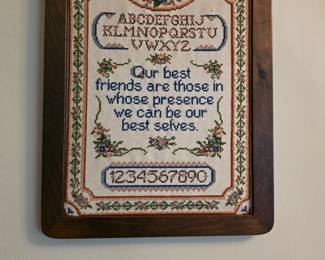 ABCDEFGHIJ
KLMNOPQRSTU
VWXYZ
Our best
friends are those in
whose presence
we can be our
best selves.
1234567890